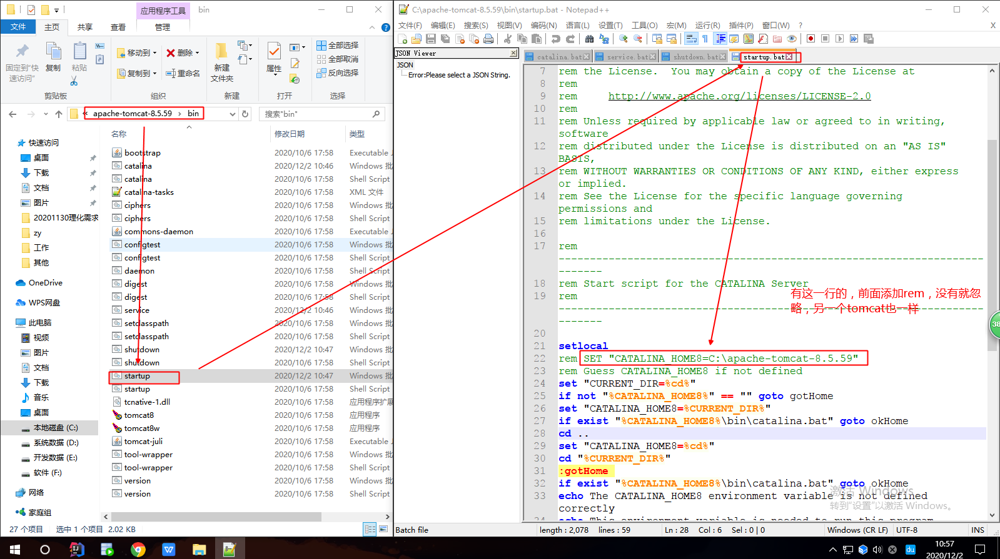 应用程序工具
bin
文件
主页
共享
查看
管理
固定到"快
速访问"
复制
粘贴
移动到
复制到
删除
重命名
新建
文件夹
属性
全部选择
全部取消
反向选择
剪贴板
组织
新建
打开
选择
« apache-tomcat-8.5.59 › bin
搜索"bin"
快速访问
桌面
下载
文档
图片
20201130理化需求
zy
工作
其他
OneDrive
WPS网盘
此电脑
视频
图片
文档
下载
音乐
桌面
本地磁盘 (C:)
系统数据 (D:)
开发数据 (E:)
软件 (F:)
网络
家庭组
名称 修改日期 类型
bootstrap 2020/10/6 17:58 Executable J
catalina 2020/12/2 10:46 Windows 批
catalina 2020/10/6 17:58 Shell Script
catalina-tasks 2020/10/6 17:58 XML 文件
ciphers 2020/10/6 17:58 Windows 批
ciphers 2020/10/6 17:58 Shell Script
commons-daemon 2020/10/6 17:58 Executable J
configtest 2020/10/6 17:58 Windows 批
configtest 2020/10/6 17:58 Shell Script
daemon 2020/10/6 17:58 Shell Script
digest 2020/10/6 17:58 Windows 批
digest 2020/10/6 17:58 Shell Script
service 2020/12/2 10:46 Windows 批
setclasspath 2020/10/6 17:58 Windows 批
setclasspath 2020/10/6 17:58 Shell Script
shutdown 2020/12/2 10:47 Windows 批
shutdown 2020/10/6 17:58 Shell Script
startup 2020/12/2 10:47 Windows 批
startup 2020/10/6 17:58 Shell Script
tcnative-1.dll 2020/10/6 17:58 应用程序扩展
tomcat8 2020/10/6 17:58 应用程序
tomcat8w 2020/10/6 17:58 应用程序
tomcat-juli 2020/10/6 17:58 Executable J
tool-wrapper 2020/10/6 17:58 Windows 批
tool-wrapper 2020/10/6 17:58 Shell Script
version 2020/10/6 17:58 Windows 批
version 2020/10/6 17:58 Shell Script
27 个项目 选中 1 个项目 2.02 KB
C:\apache-tomcat-8.5.59\bin\startup.bat - Notepad++
文件(F) 编辑(E) 搜索(S) 视图(V) 编码(N) 语言(L) 设置(T) 工具(O) 宏(M) 运行(R) 插件(P) 窗口(W) ? X
JSON Viewer
JSON
Error:Please select a JSON String.
catalina.bat service.bat shutdown.bat startup.bat
7 rem the License.  You may obtain a copy of the License at
8 rem
9 rem     http://www.apache.org/licenses/LICENSE-2.0
10 rem
11 rem Unless required by applicable law or agreed to in writing,
software
12 rem distributed under the License is distributed on an "AS IS"
BASIS,
13 rem WITHOUT WARRANTIES OR CONDITIONS OF ANY KIND, either express
or implied.
14 rem See the License for the specific language governing
permissions and
15 rem limitations under the License.
16
17 rem
---------------------------------------------------------------------
-------
18 rem Start script for the CATALINA Server
19 rem
---------------------------------------------------------------------
-------
有这一行的，前面添加rem，没有就忽
略，另一个tomcat也一样
20
21 setlocal
22 rem SET "CATALINA_HOME8=C:\apache-tomcat-8.5.59"
23 rem Guess CATALINA_HOME8 if not defined
24 set "CURRENT_DIR=%cd%"
25 if not "%CATALINA_HOME8%" == "" goto gotHome
26 set "CATALINA_HOME8=%CURRENT_DIR%"
27 if exist "%CATALINA_HOME8%\bin\catalina.bat" goto okHome
28 cd ..
29 set "CATALINA_HOME8=%cd%"
30 cd "%CURRENT_DIR%"
31 :gotHome
32 if exist "%CATALINA_HOME8%\bin\catalina.bat" goto okHome
33 echo The CATALINA_HOME8 environment variable is not defined
correctly
34 echo This environment variable is needed to run this program
激活 Windows
转到"设置"以激活 Windows。
38
Batch file length : 2,078 lines : 59 Ln : 28 Col : 6 Sel : 0 | 0 Windows (CR LF) UTF-8 INS
du
10:57
2020/12/2